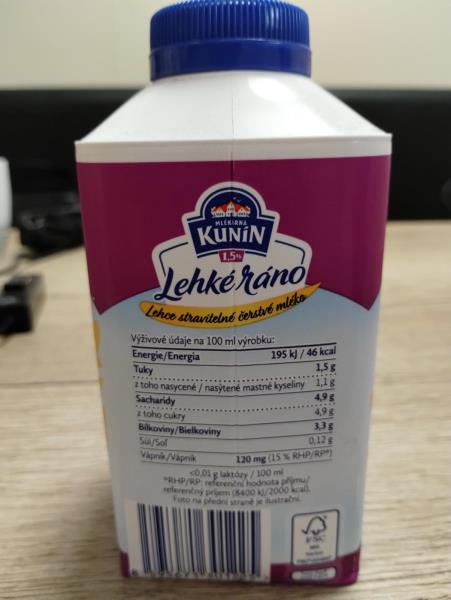 MLÉKÁRNA
KUNÍN
1,5%
Lehké ráno
Lehce stravitelné čerstvé mléko
Výživové údaje na 100 ml výrobku:
Energie/Energia 195 kJ / 46 kcal
Tuky 1,5 g
z toho nasycené / nasýtené mastné kyseliny 1,1 g
Sacharidy 4,9 g
z toho cukry 4,9 g
Bílkoviny/Bielkoviny 3,3 g
Sůl/Soľ 0,12 g
Vápník/Vápnik 120 mg (15 % RHP/RP*)
<0,01 g laktózy / 100 ml
*RHP/RP: referenční hodnota příjmu/
referenčný príjem (8400 kJ/2000 kcal).
Foto na přední straně je ilustrační.
FSC